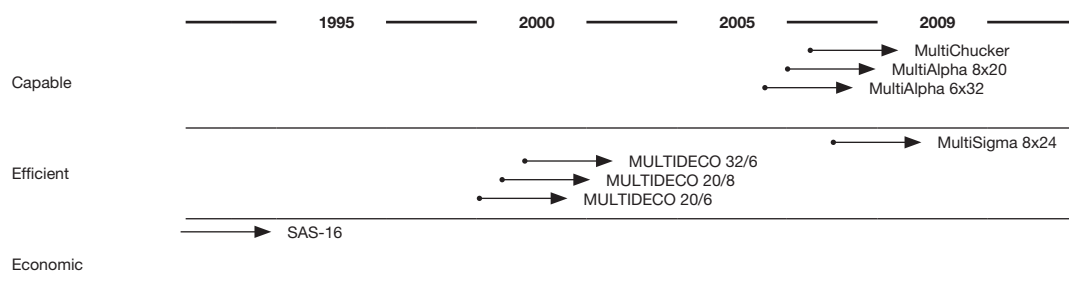 1995 2000 2005 2009
MultiChucker
MultiAlpha 8x20
Capable
MultiAlpha 6x32
MultiSigma 8x24
MULTIDECO 32/6
Efficient
MULTIDECO 20/8
MULTIDECO 20/6
SAS-16
Economic